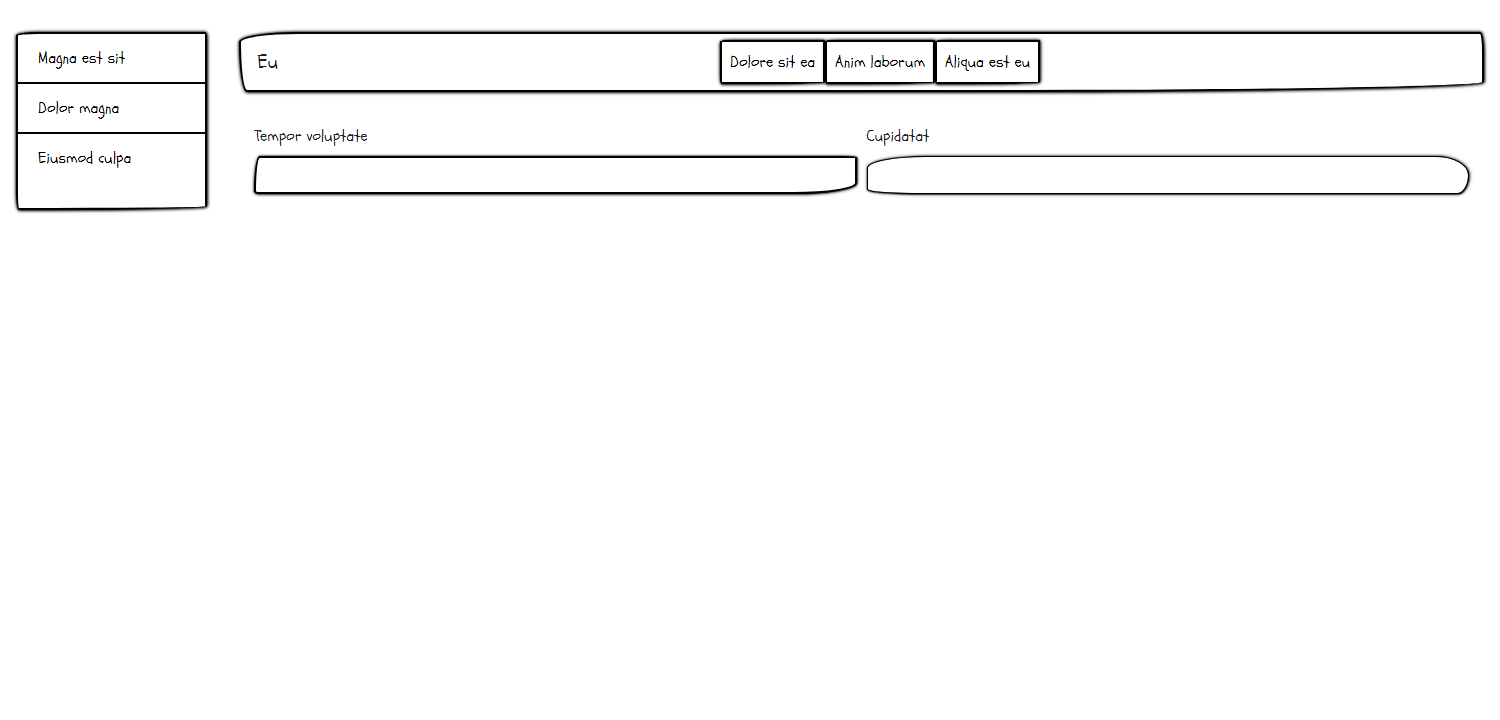 Magna est sit
Dolor magna
Eiusmod culpa
Eu
Dolore sit ea
Anim laborum
Aliqua est eu
Tempor voluptate
Cupidatat